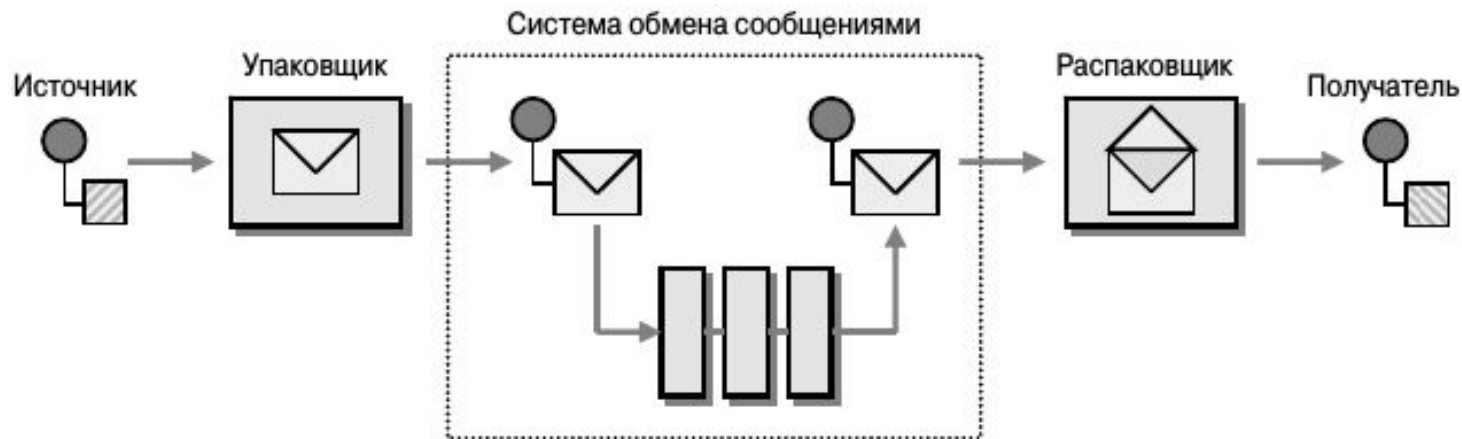 Система обмена сообщениями
Источник
Упаковщик
Распаковщик
Получатель